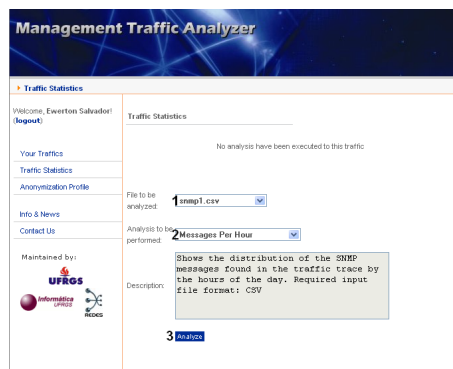 Management Traffic Analyzer
Traffic Statistics
Welcome, Ewerton Salvador!
(logout)
Your Traffics
Traffic Statistics
Anonymization Profile
Info & News
Contact Us
Maintained by:
UFRGS
Informática
UFRGS
REDES
Traffic Statistics
No analysis have been executed to this traffic
File to be
analyzed:
1 snmp1.csv
Analysis to be
performed:
2 Messages Per Hour
Description:
Shows the distribution of the SNMP
messages found in the traffic trace by
the hours of the day. Required input
file format: CSV
3 Analyze